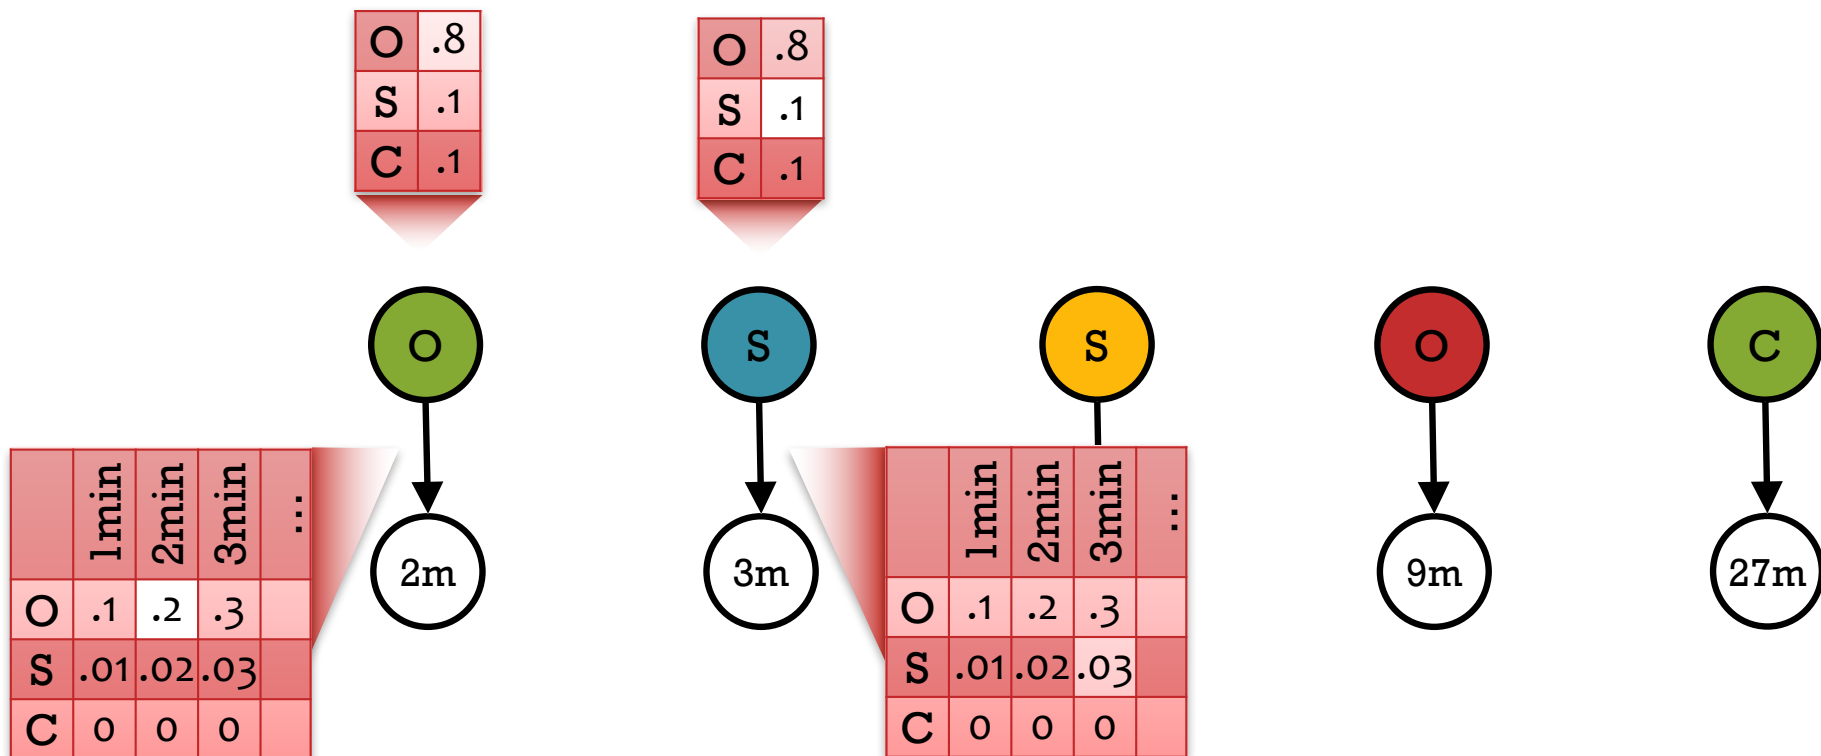 O .8
S .1
C .1
O .8
S .1
C .1
O
S
S
O
C
1min 2min 3min ...
O .1 .2 .3
S .01 .02 .03
C 0 0 0
2m
3m
1min 2min 3min ...
O .1 .2 .3
S .01 .02 .03
C 0 0 0
9m
27m